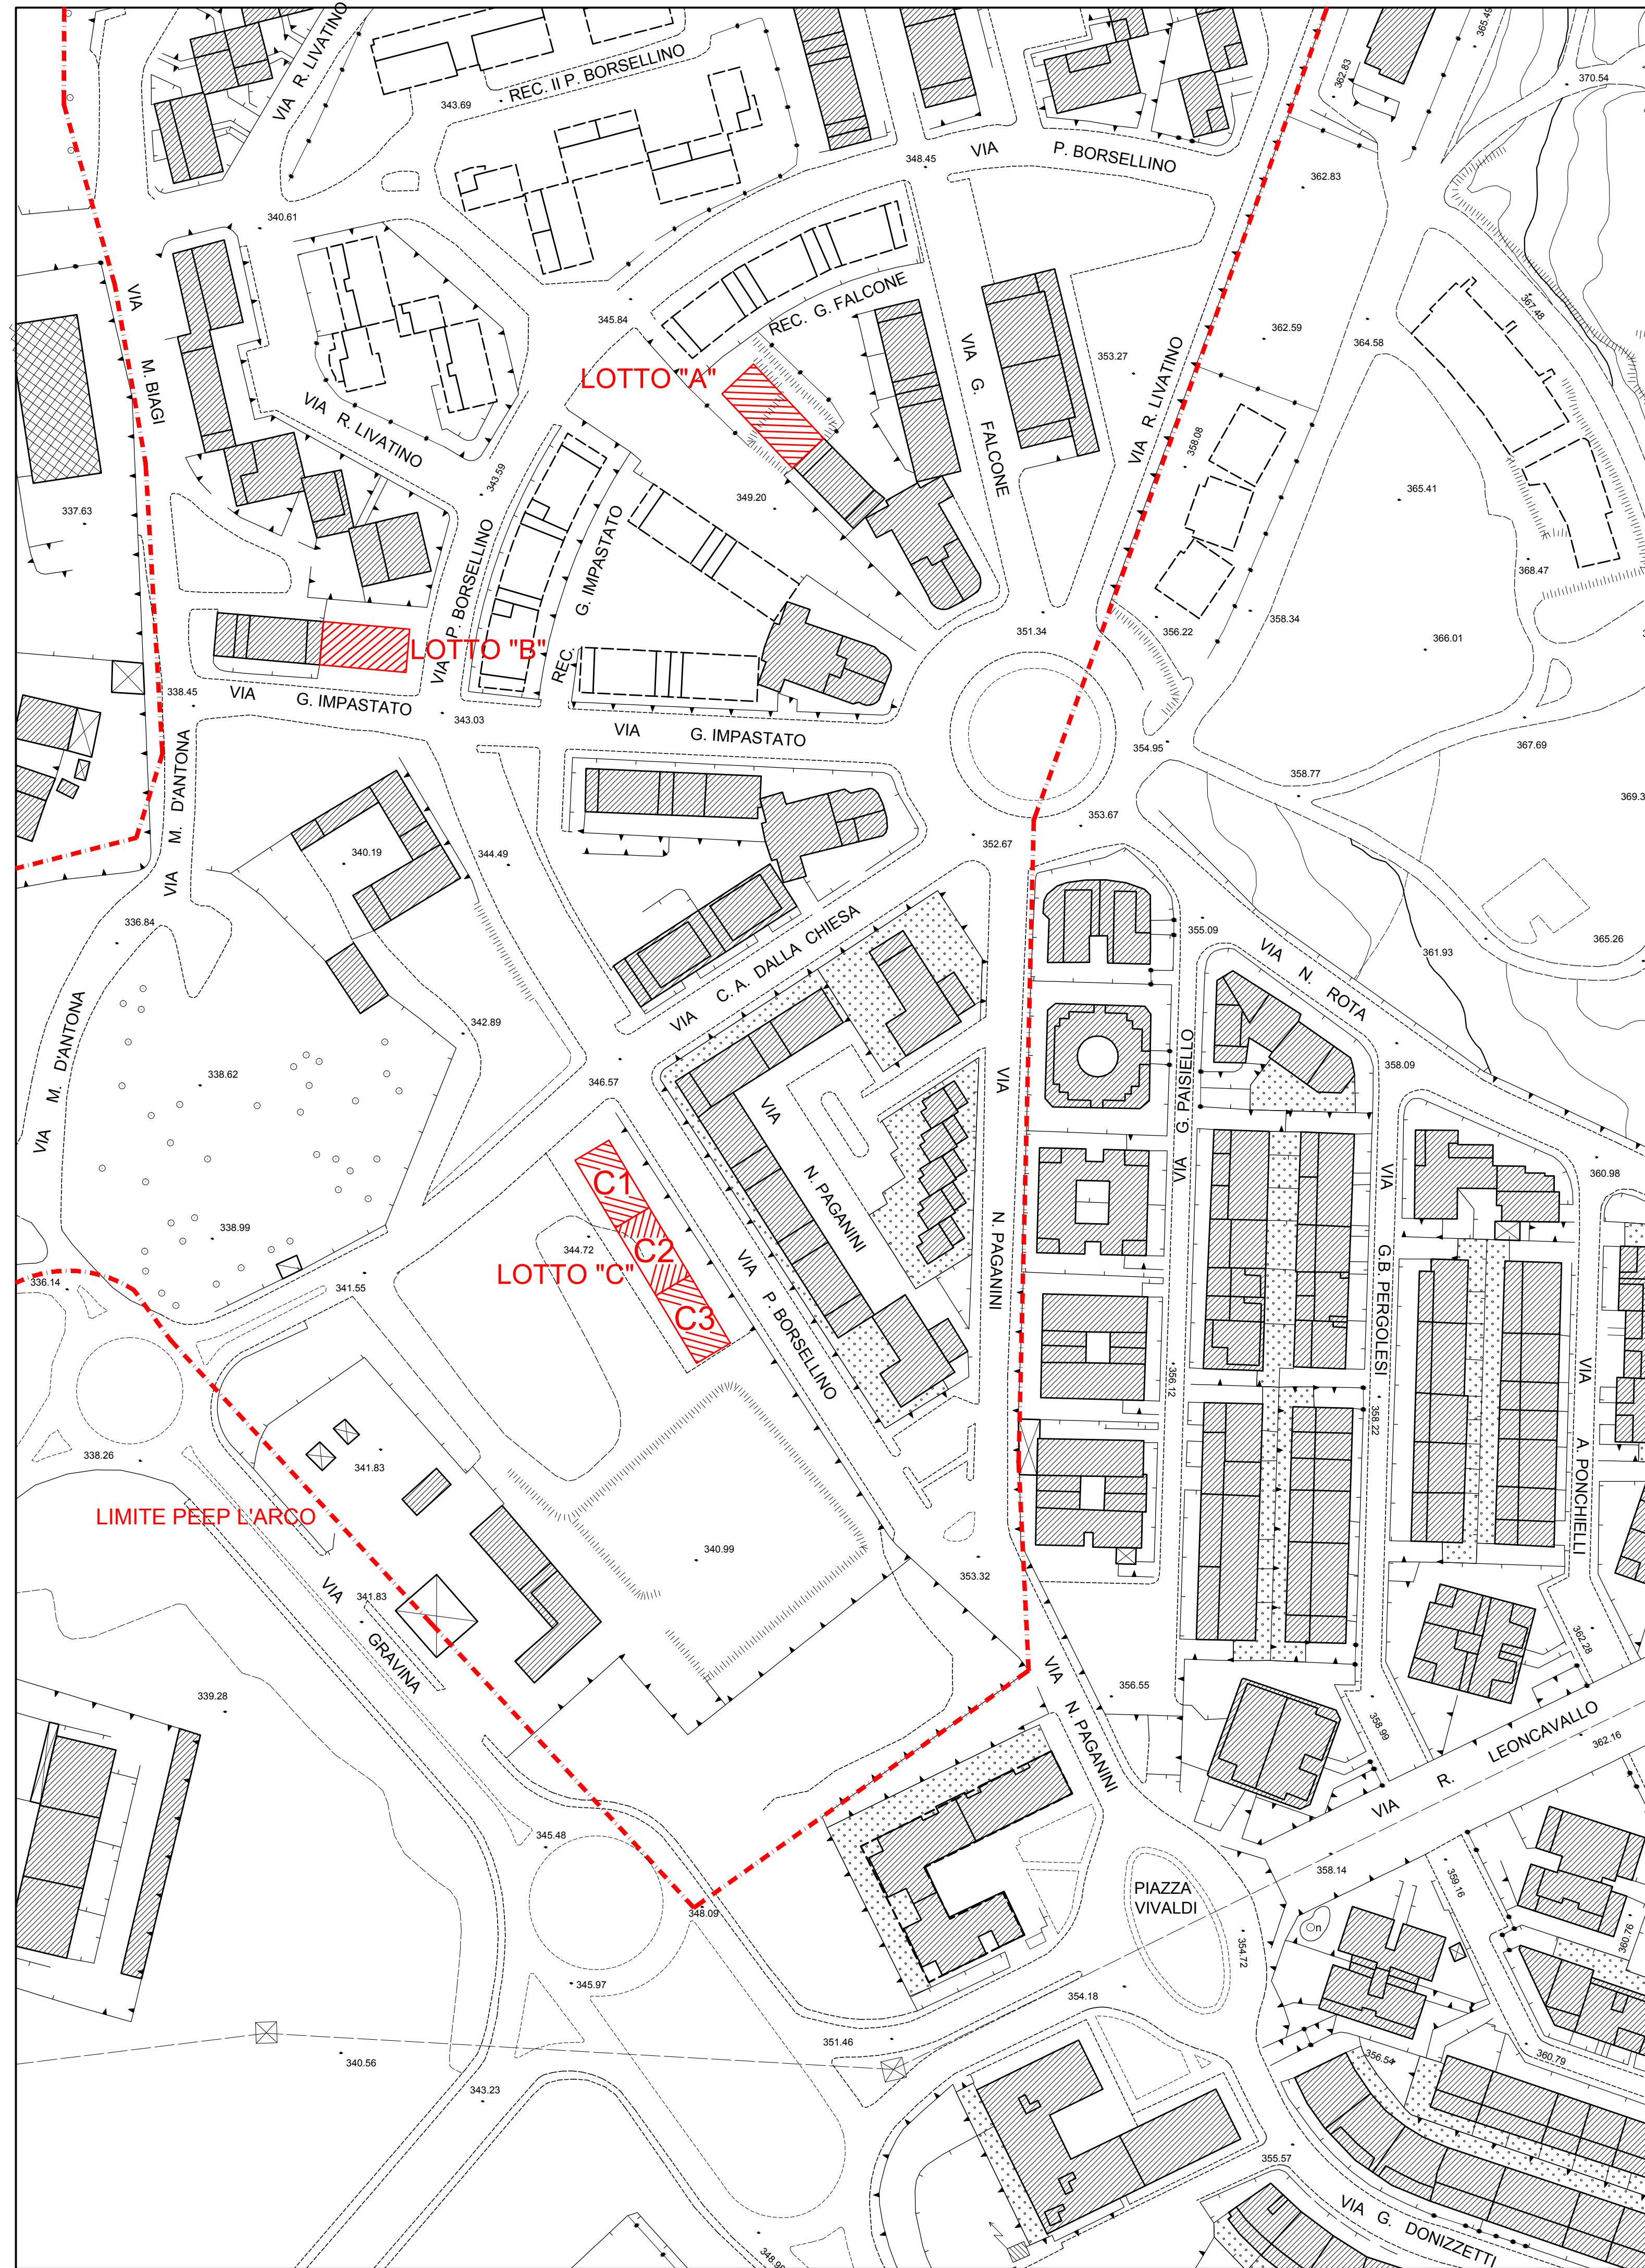 VIA R. LIVATINO
REC. II P. BORSELLINO
343.69
365.49
362.83
370.54
348.45
VIA P. BORSELLINO
362.83
340.61
VIA M. BIAGI
345.84
REC. G. FALCONE
362.59
364.58
367.48
353.27
VIA R. LIVATINO
LOTTO "A"
VIA G. FALCONE
VIA R. LIVATINO
358.08
343.59
349.20
365.41
337.63
368.47
VIA P. BORSELLINO
REC. G. IMPASTATO
351.34
356.22
358.34
366.01
LOTTO "B"
338.45
VIA G. IMPASTATO
343.03
VIA G. IMPASTATO
354.95
367.69
358.77
369.3
VIA M. D'ANTONA
353.67
352.67
340.19
344.49
336.84
355.09
365.26
361.93
VIA C. A. DALLA CHIESA
VIA N. ROTA
342.89
VIA M. D'ANTONA
338.62
346.57
358.09
VIA N. PAGANINI
VIA N. PAGANINI
VIA G. PAISIELLO
360.98
C1
C2
C3
LOTTO "C"
338.99
344.72
336.14
341.55
VIA P. BORSELLINO
VIA G.B. PERGOLESI
356.12
358.22
VIA A. PONCHIELLI
338.26
341.83
LIMITE PEEP L'ARCO
340.99
353.32
341.83
VIA GRAVINA
362.28
339.28
356.55
VIA N. PAGANINI
358.99
VIA R. LEONCAVALLO
362.16
345.48
358.14
359.16
PIAZZA
VIVALDI
348.09
n
354.72
360.76
345.97
354.18
351.46
340.56
356.54
360.79
343.23
355.57
VIA G. DONIZZETTI